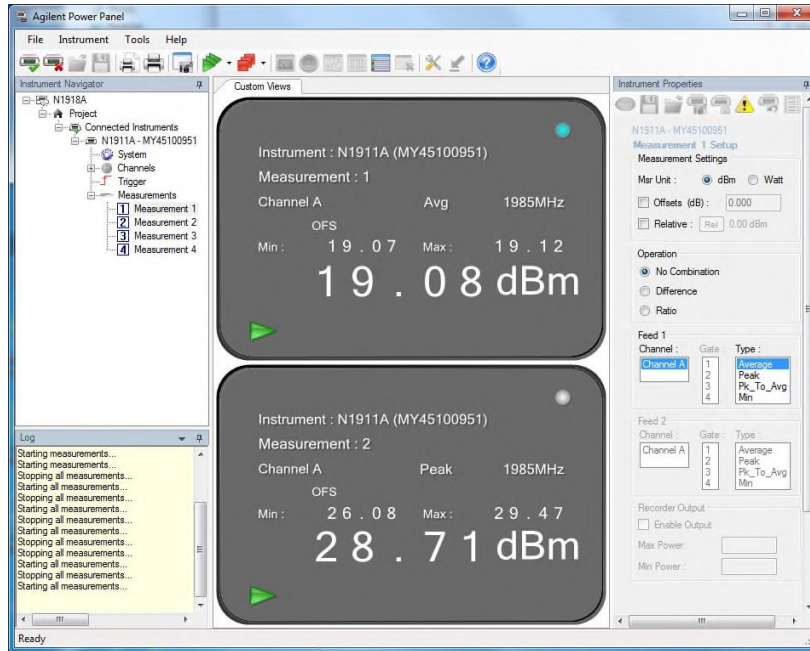 Agilent Power Panel
File Instrument Tools Help
Instrument Navigator
N1918A
Project
Connected Instruments
N1911A - MY45100951
System
Channels
Trigger
Measurements
1 Measurement 1
2 Measurement 2
3 Measurement 3
4 Measurement 4
Log
Starting measurements...
Starting measurements...
Stopping all measurements...
Starting all measurements...
Stopping all measurements...
Starting all measurements...
Stopping all measurements...
Starting all measurements...
Stopping all measurements...
Starting all measurements...
Starting all measurements...
Stopping all measurements...
Starting all measurements...
Ready
Custom Views
Instrument : N1911A (MY45100951)
Measurement : 1
Channel A Avg 1985MHz
OFS
Min : 19.07 Max : 19.12
19.08 dBm
Instrument : N1911A (MY45100951)
Measurement : 2
Channel A Peak 1985MHz
OFS
Min : 26.08 Max : 29.47
28.71 dBm
Instrument Properties
N1911A - MY45100951
Measurement 1 Setup
Measurement Settings
Msr Unit : dBm Watt
Offsets (dB) : 0.000
Relative : Rel 0.00 dBm
Operation
No Combination
Difference
Ratio
Feed 1
Channel : Gate : Type :
Channel A 1 Average
2 Peak
3 Pk_To_Avg
4 Min
Feed 2
Channel : Gate : Type :
Channel A 1 Average
2 Peak
3 Pk_To_Avg
4 Min
Recorder Output
Enable Output
Max Power:
Min Power :